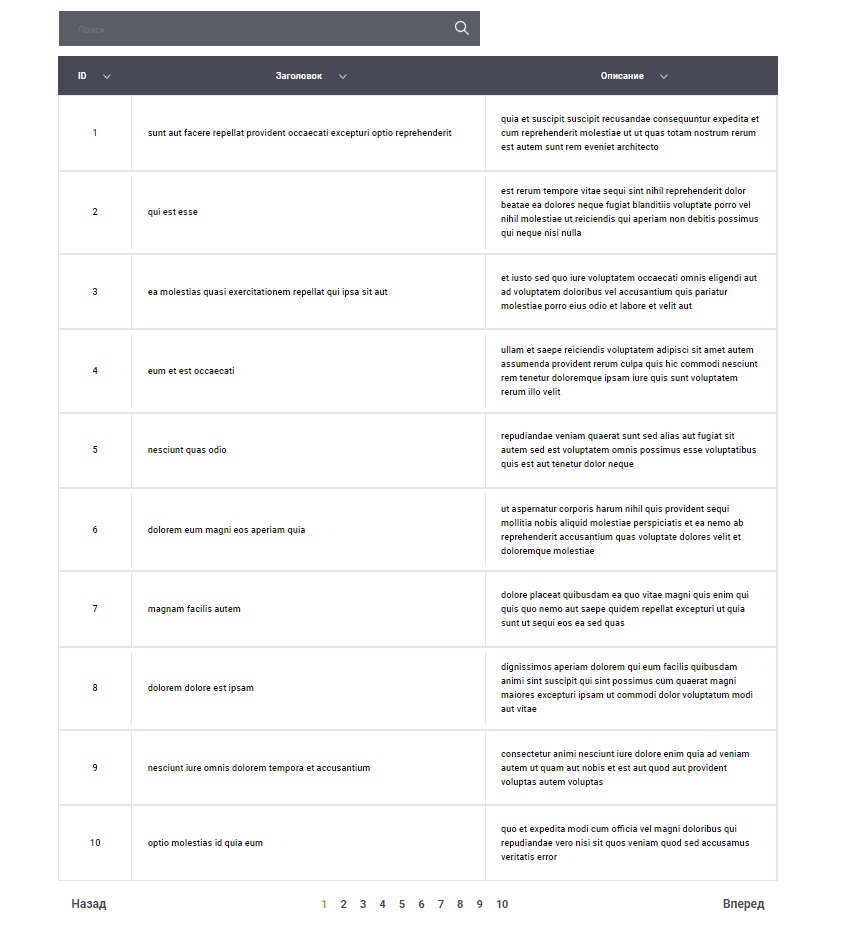 Поиск
ID Заголовок Описание
1 sunt aut facere repellat provident occaecati excepturi optio reprehenderit
quia et suscipit suscipit recusandae consequuntur expedita et
cum reprehenderit molestiae ut ut quas totam nostrum rerum
est autem sunt rem eveniet architecto
2 qui est esse
est rerum tempore vitae sequi sint nihil reprehenderit dolor
beatae ea dolores neque fugiat blanditiis voluptate porro vel
nihil molestiae ut reiciendis qui aperiam non debitis possimus
qui neque nisi nulla
3 ea molestias quasi exercitationem repellat qui ipsa sit aut
et iusto sed quo iure voluptatem occaecati omnis eligendi aut
ad voluptatem doloribus vel accusantium quis pariatur
molestiae porro eius odio et labore et velit aut
4 eum et est occaecati
ullam et saepe reiciendis voluptatem adipisci sit amet autem
assumenda provident rerum culpa quis hic commodi nesciunt
rem tenetur doloremque ipsam iure quis sunt voluptatem
rerum illo velit
5 nesciunt quas odio
repudiandae veniam quaerat sunt sed alias aut fugiat sit
autem sed est voluptatem omnis possimus esse voluptatibus
quis est aut tenetur dolor neque
6 dolorem eum magni eos aperiam quia
ut aspernatur corporis harum nihil quis provident sequi
mollitia nobis aliquid molestiae perspiciatis et ea nemo ab
reprehenderit accusantium quas voluptate dolores velit et
doloremque molestiae
7 magnam facilis autem
dolore placeat quibusdam ea quo vitae magni quis enim qui
quis quo nemo aut saepe quidem repellat excepturi ut quia
sunt ut sequi eos ea sed quas
8 dolorem dolore est ipsam
dignissimos aperiam dolorem qui eum facilis quibusdam
animi sint suscipit qui sint possimus cum quaerat magni
maiores excepturi ipsam ut commodi dolor voluptatum modi
aut vitae
9 nesciunt iure omnis dolorem tempora et accusantium
consectetur animi nesciunt iure dolore enim quia ad veniam
autem ut quam aut nobis et est aut quod aut provident
voluptas autem voluptas
10 optio molestias id quia eum
quo et expedita modi cum officia vel magni doloribus qui
repudiandae vero nisi sit quos veniam quod sed accusamus
veritatis error
Назад 1 2 3 4 5 6 7 8 9 10 Вперед